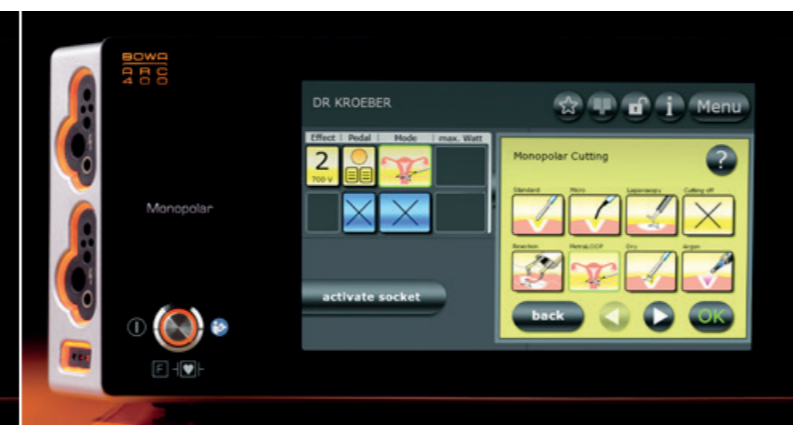 BOWA
ARC
400
DR KROEBER
i
Menu
Effect
Pedal
Mode
max. Watt
2
700 V
Monopolar Cutting
?
Standard
Micro
Laparoscopy
Cutting off
Resection
MetraLOOP
Dry
Argon
Monopolar
activate socket
back
OK
F